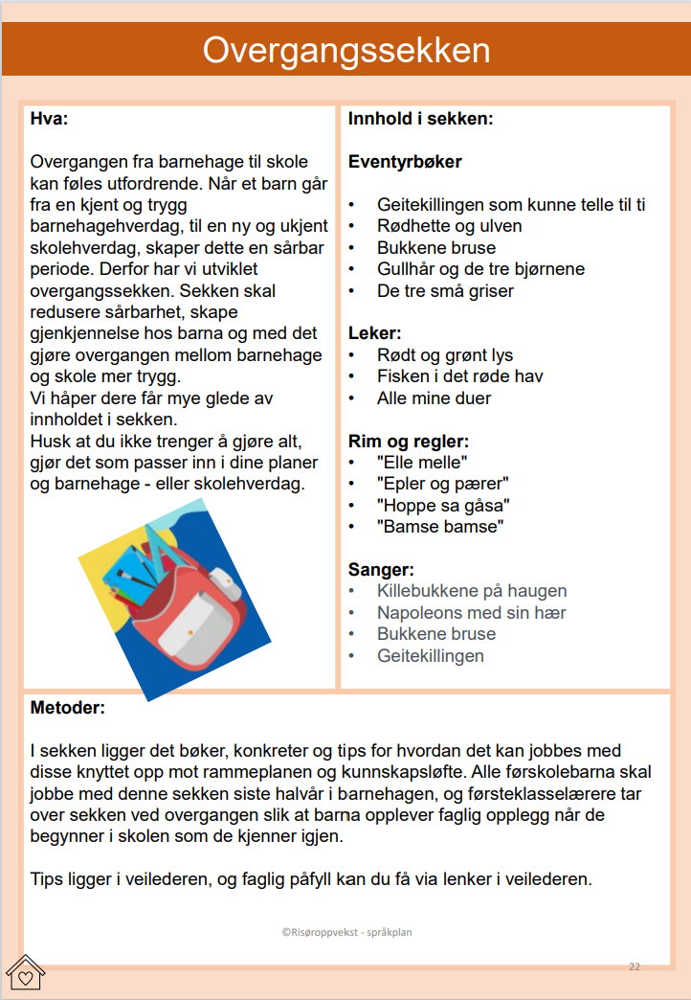 Overgangssekken
Hva:
Overgangen fra barnehage til skole
kan føles utfordrende. Når et barn går
fra en kjent og trygg
barnehagehverdag, til en ny og ukjent
skolehverdag, skaper dette en sårbar
periode. Derfor har vi utviklet
overgangssekken. Sekken skal
redusere sårbarhet, skape
gjenkjennelse hos barna og med det
gjøre overgangen mellom barnehage
og skole mer trygg.
Vi håper dere får mye glede av
innholdet i sekken.
Husk at du ikke trenger å gjøre alt,
gjør det som passer inn i dine planer
og barnehage - eller skolehverdag.
Innhold i sekken:
Eventyrbøker
• Geitekillingen som kunne telle til ti
• Rødhette og ulven
• Bukkene bruse
• Gullhår og de tre bjørnene
• De tre små griser
Leker:
• Rødt og grønt lys
• Fisken i det røde hav
• Alle mine duer
Rim og regler:
• "Elle melle"
• "Epler og pærer"
• "Hoppe sa gåsa"
• "Bamse bamse"
Sanger:
• Killebukkene på haugen
• Napoleons med sin hær
• Bukkene bruse
• Geitekillingen
Metoder:
I sekken ligger det bøker, konkreter og tips for hvordan det kan jobbes med
disse knyttet opp mot rammeplanen og kunnskapsløfte. Alle førskolebarna skal
jobbe med denne sekken siste halvår i barnehagen, og førsteklasselærere tar
over sekken ved overgangen slik at barna opplever faglig opplegg når de
begynner i skolen som de kjenner igjen.
Tips ligger i veilederen, og faglig påfyll kan du få via lenker i veilederen.
©Risøroppvekst - språkplan
22